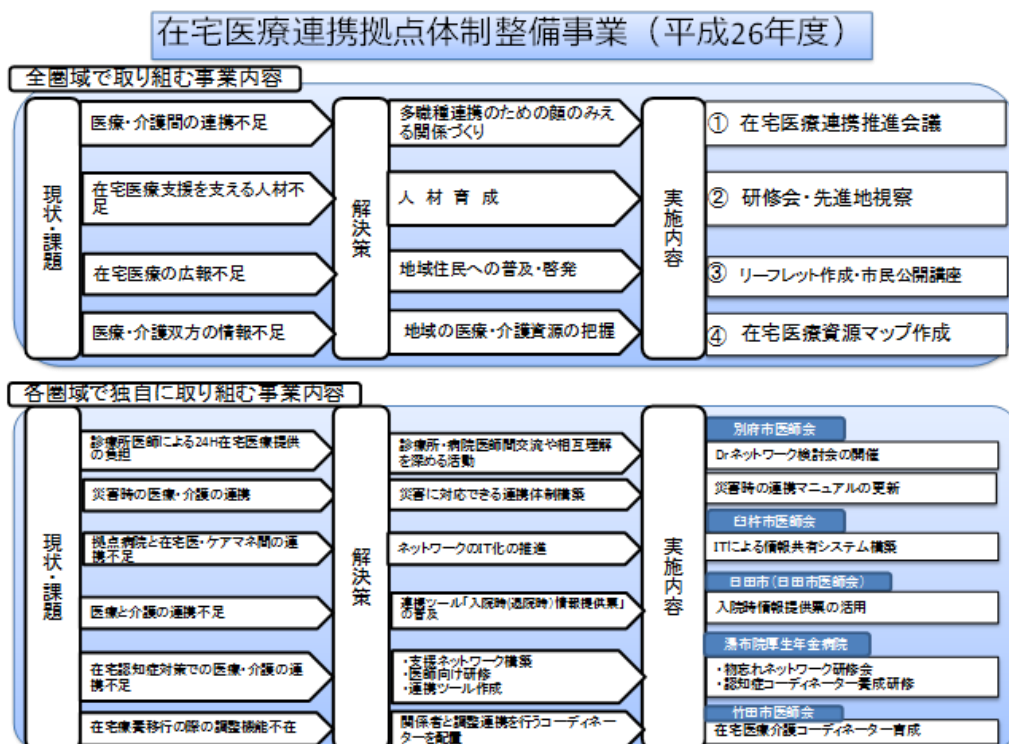 在宅医療連携拠点体制整備事業（平成26年度）
全圏域で取り組む事業内容
現状・課題
医療・介護間の連携不足
在宅医療支援を支える人材不
足
在宅医療の広報不足
医療・介護双方の情報不足
解決策
多職種連携のための顔のみえ
る関係づくり
人 材 育 成
地域住民への普及・啓発
地域の医療・介護資源の把握
実施内容
① 在宅医療連携推進会議
② 研修会・先進地視察
③ リーフレット作成・市民公開講座
④ 在宅医療資源マップ作成
各圏域で独自に取り組む事業内容
現状・課題
診療所医師による24H在宅医療提供
の負担
災害時の医療・介護の連携
拠点病院と在宅医・ケアマネ間の連
携不足
医療と介護の連携不足
在宅認知症対策での医療・介護の連
携不足
在宅療養移行の際の調整機能不在
解決策
診療所・病院医師間交流や相互理解
を深める活動
災害に対応できる連携体制構築
ネットワークのIT化の推進
連携ツール「入院時(退院時)情報提供票」
の普及
・支援ネットワーク構築
・医師向け研修
・連携ツール作成
関係者と調整連携を行うコーディネー
ターを配置
実施内容
別府市医師会
Drネットワーク検討会の開催
災害時の連携マニュアルの更新
臼杵市医師会
ITによる情報共有システム構築
日田市(日田市医師会)
入院時情報提供票の活用
湯布院厚生年金病院
・物忘れネットワーク研修会
・認知症コーディネーター養成研修
竹田市医師会
在宅医療介護コーディネーター育成